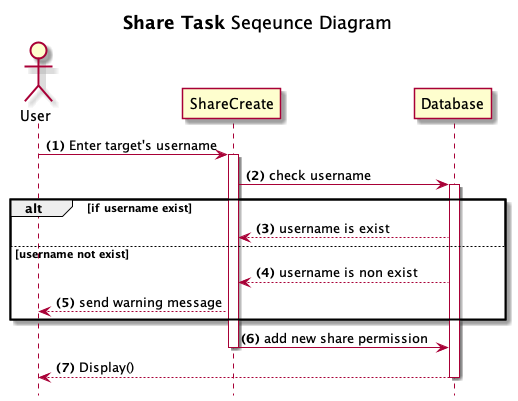 Share Task Seqeunce Diagram
User
ShareCreate
Database
(1) Enter target's username
(2) check username
alt [if username exist]
(3) username is exist
[username not exist]
(4) username is non exist
(5) send warning message
(6) add new share permission
(7) Display()